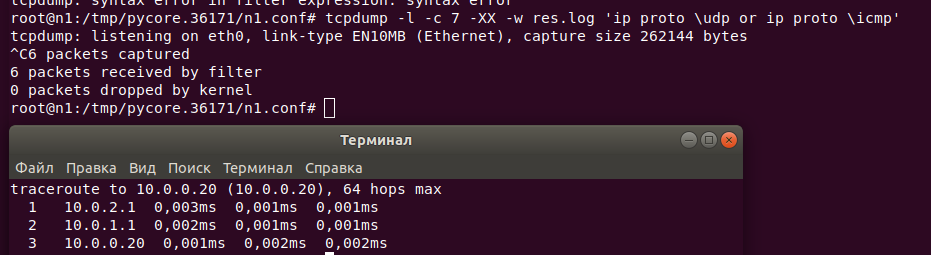 tcpdump: syntax error in filter expression: syntax error
root@n1:/tmp/pycore.36171/n1.conf# tcpdump -l -c 7 -XX -w res.log 'ip proto \udp or ip proto \icmp'
tcpdump: listening on eth0, link-type EN10MB (Ethernet), capture size 262144 bytes
^C6 packets captured
6 packets received by filter
0 packets dropped by kernel
root@n1:/tmp/pycore.36171/n1.conf#
Терминал
Файл Правка Вид Поиск Терминал Справка
traceroute to 10.0.0.20 (10.0.0.20), 64 hops max
1 10.0.2.1 0,003ms 0,001ms 0,001ms
2 10.0.1.1 0,002ms 0,001ms 0,001ms
3 10.0.0.20 0,001ms 0,002ms 0,002ms